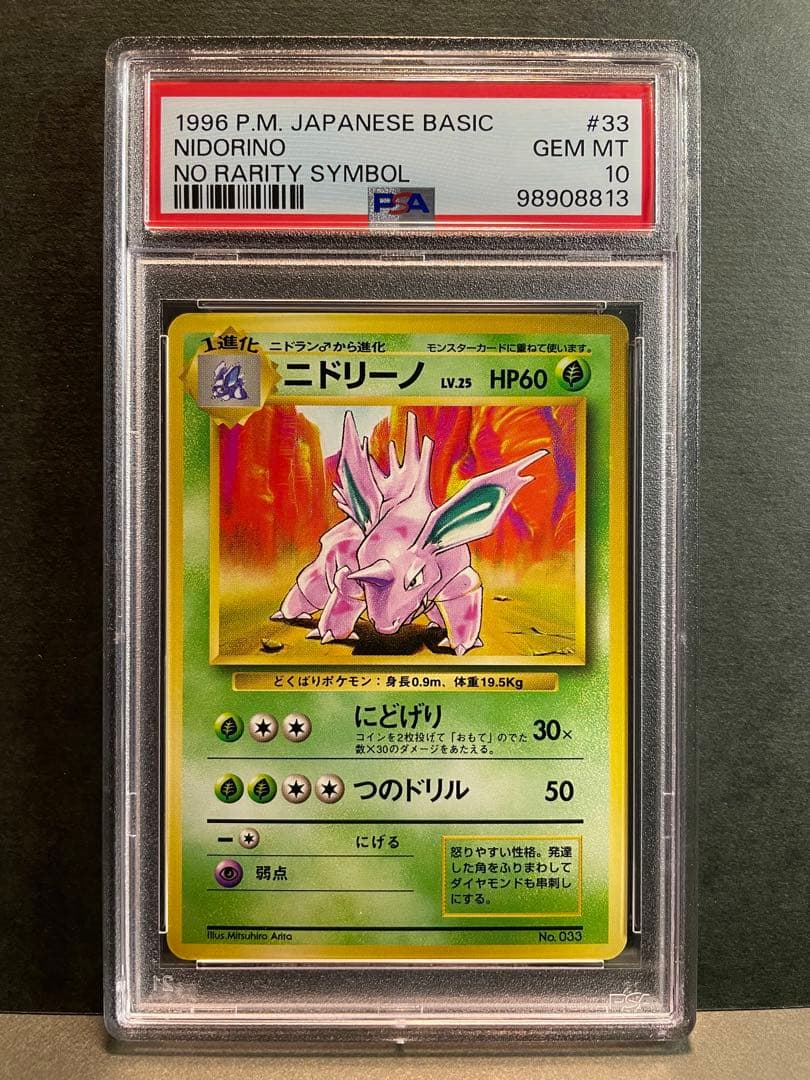 1996 P.M. JAPANESE BASIC #33
NIDORINO GEM MT
NO RARITY SYMBOL 10
PSA 98908813
1進化 ニドラン♂から進化 モンスターカードに重ねて使います。
ニドリーノ LV.25 HP60
どくばりポケモン:身長0.9m、体重19.5Kg
にどげり 30×
コインを2枚投げて「おもて」のでた
数×30のダメージをあたえる。
つのドリル 50
にげる
弱点
怒りやすい性格。発達
した角をふりまわして
ダイヤモンドも串刺し
にする。
Illus.Mitsuhiro Arita No.033